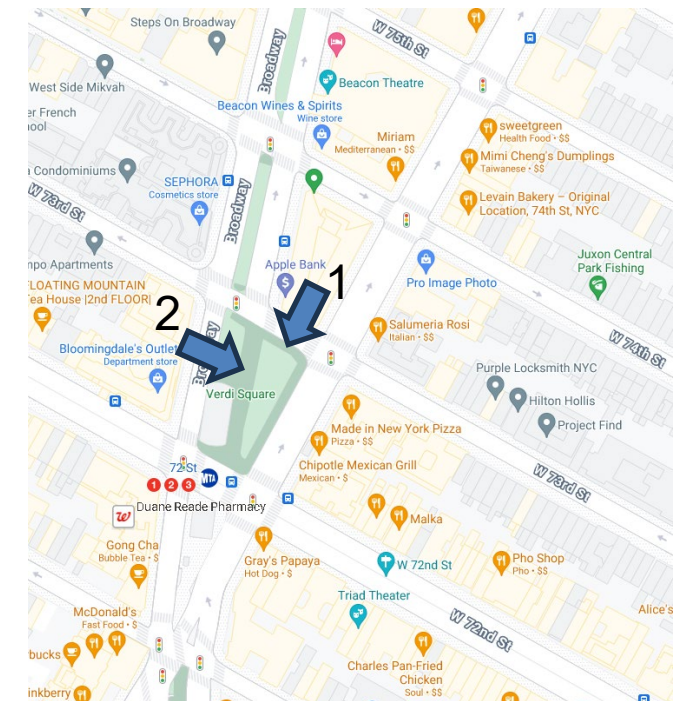 Steps On Broadway
Broadway
W 75th St
West Side Mikvah
Beacon Theatre
er French
ool
Beacon Wines & Spirits
Wine store
Miriam
Mediterranean · $$
sweetgreen
Health Food · $$
Mimi Cheng's Dumplings
Taiwanese · $$
a Condominiums
SEPHORA
Cosmetics store
W 73rd St
Broadway
Levain Bakery – Original
Location, 74th St, NYC
mpo Apartments
Apple Bank
$
1
Pro Image Photo
Juxon Central
Park Fishing
LOATING MOUNTAIN
Tea House |2nd FLOOR|
2
Salumeria Rosi
Italian · $$
W 74th St
Bloomingdale's Outlet
Department store
Verdi Square
Purple Locksmith NYC
Hilton Hollis
Project Find
Made in New York Pizza
Pizza · $$
72 St
1 2 3
MTA
Chipotle Mexican Grill
Mexican · $
W 73rd St
Duane Reade Pharmacy
Malka
Gong Cha
Bubble Tea · $
Gray's Papaya
Hot Dog · $
W 72nd St
Pho Shop
Pho · $$
McDonald's
Fast Food · $
Triad Theater
W 72nd St
Alice's
rbucks
Charles Pan-Fried
Chicken
Soul · $$
inkberry